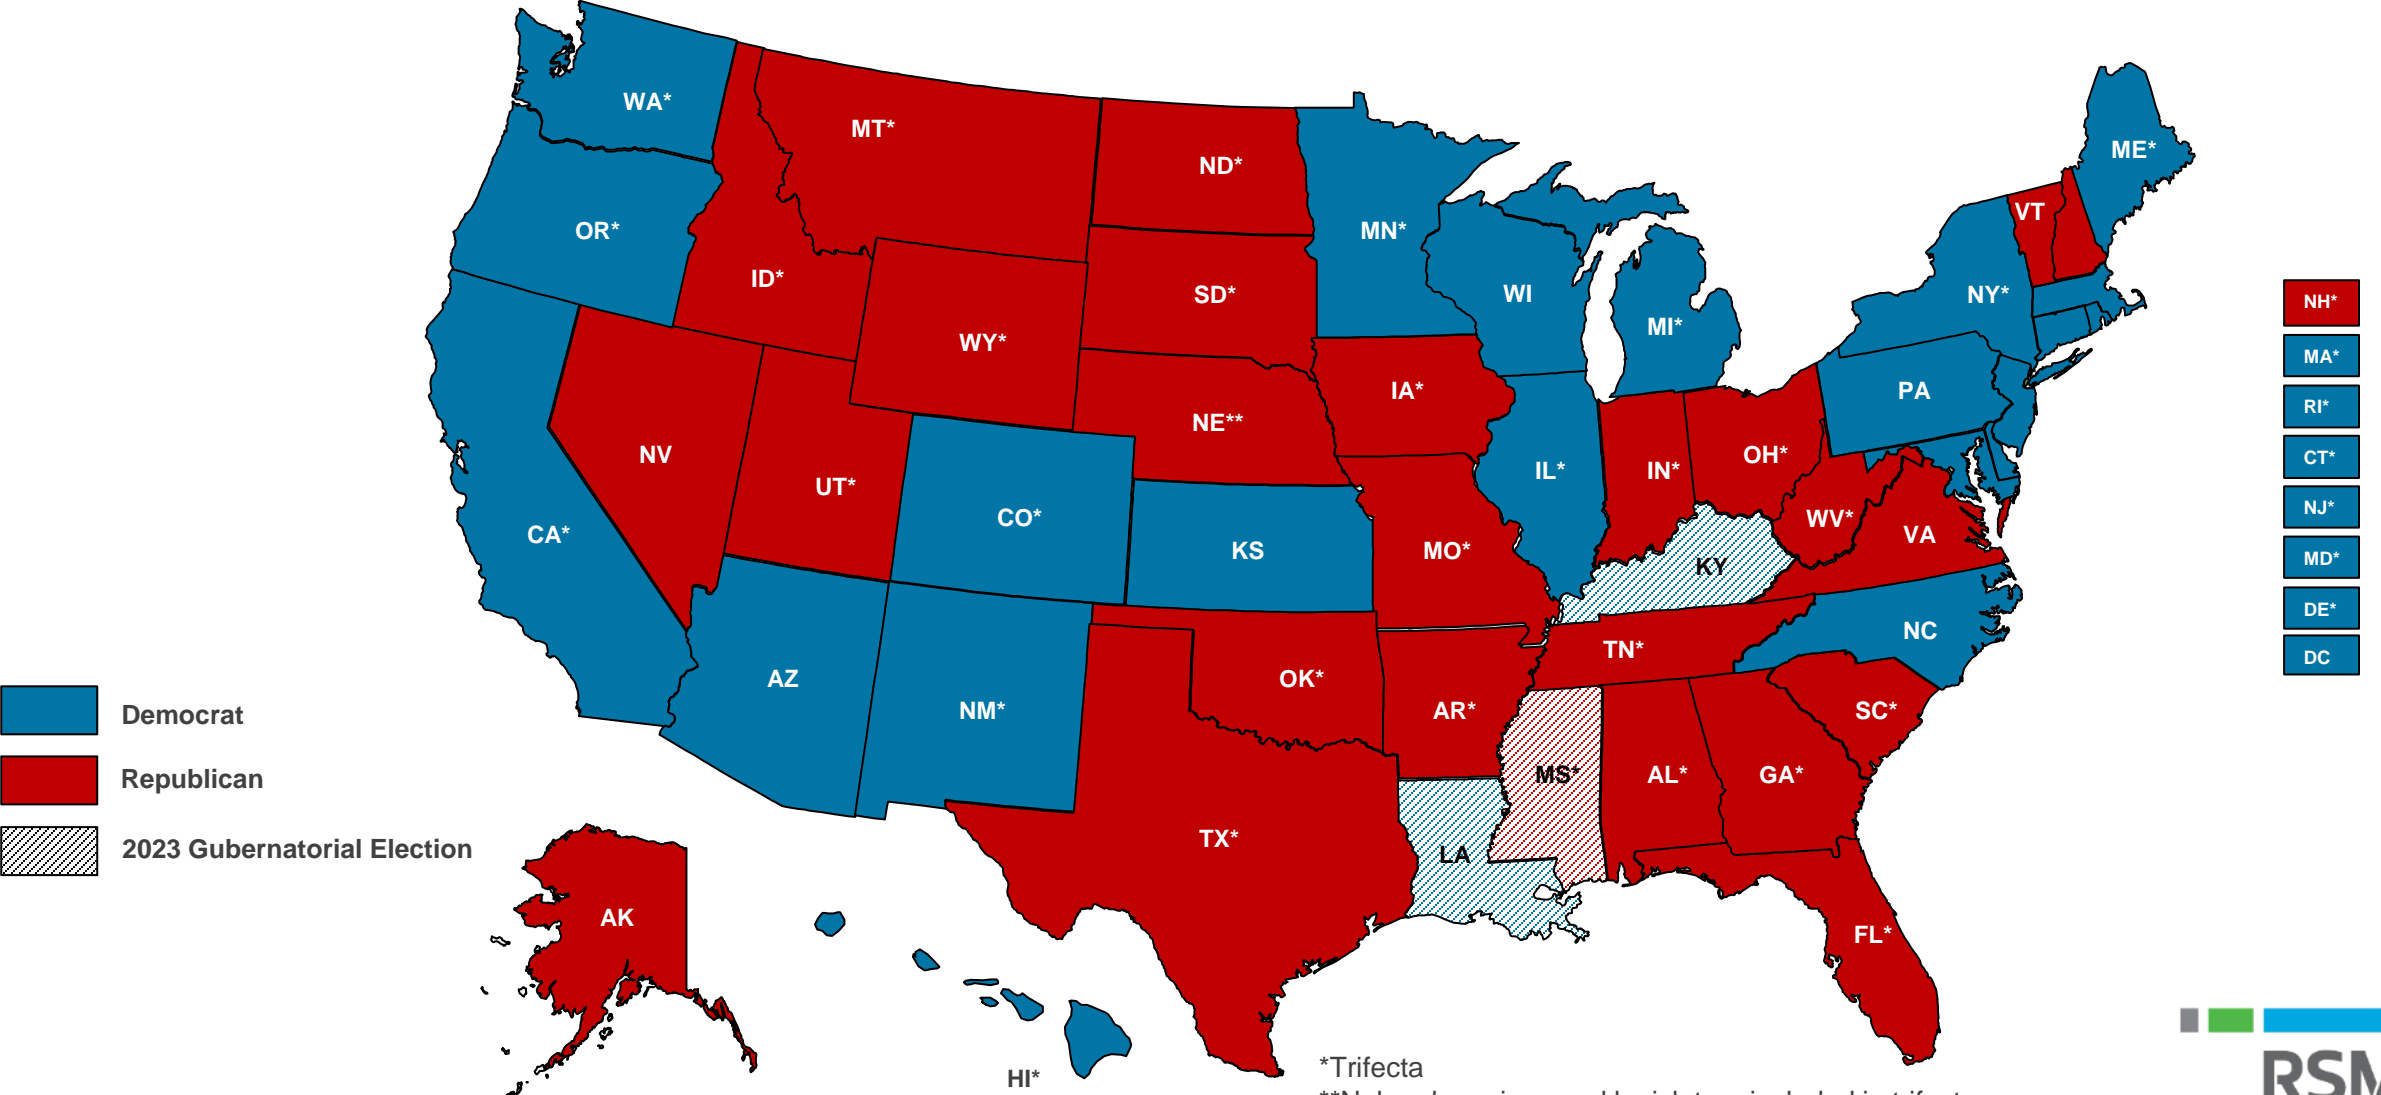 WA*
MT*
ND*
ME*
OR*
MN*
VT
ID*
SD*
WI
NY*
NH*
MI*
WY*
MA*
IA*
PA
NE**
RI*
NV
OH*
CT*
UT*
IL*
IN*
NJ*
CO*
WV*
CA*
KS
MO*
VA
MD*
KY
DE*
NC
TN*
DC
AZ
OK*
NM*
AR*
SC*
Democrat
MS*
AL*
GA*
Republican
TX*
2023 Gubernatorial Election
LA
AK
FL*
HI*
*Trifecta
RSM